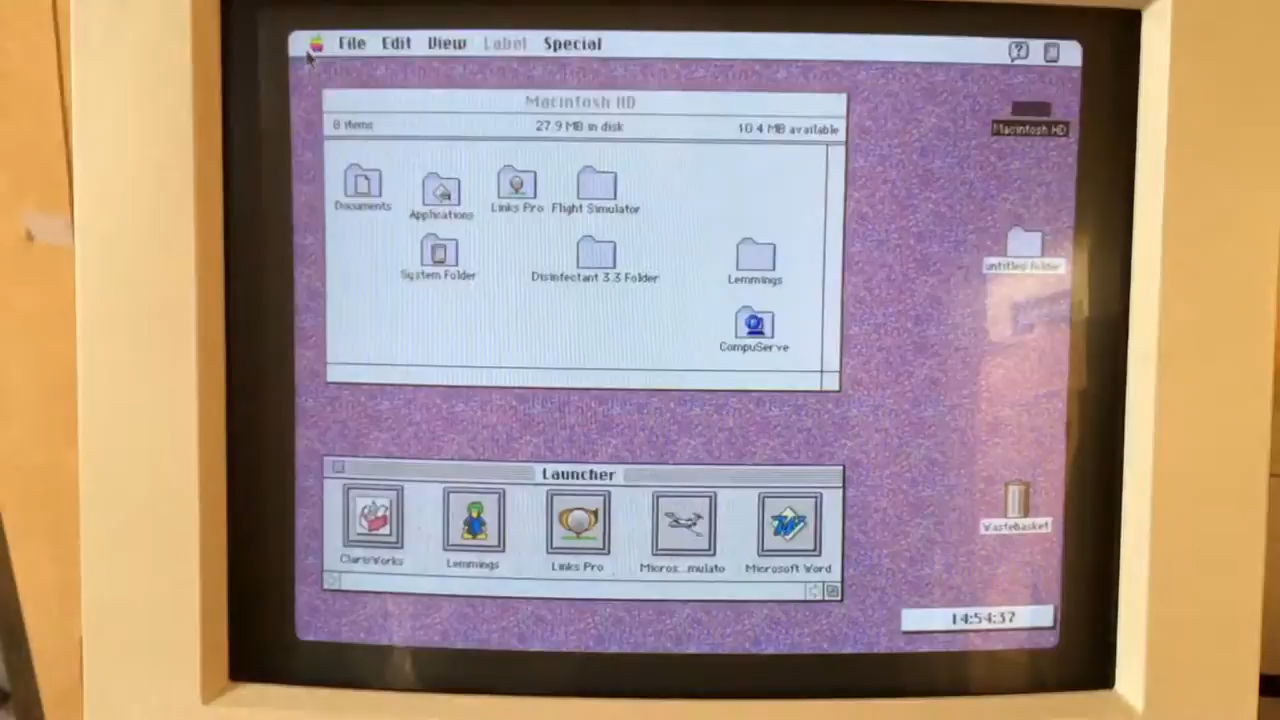 File Edit View Label Special
Macintosh HD
8 items 27.9 MB in disk 10.4 MB available
Macintosh HD
Documents Applications Links Pro Flight Simulator
System Folder Disinfectant 3.3 Folder Lemmings
untitled folder
CompuServe
Launcher
ClarisWorks Lemmings Links Pro Micros...mulato Microsoft Word
Wastebasket
14:54:37